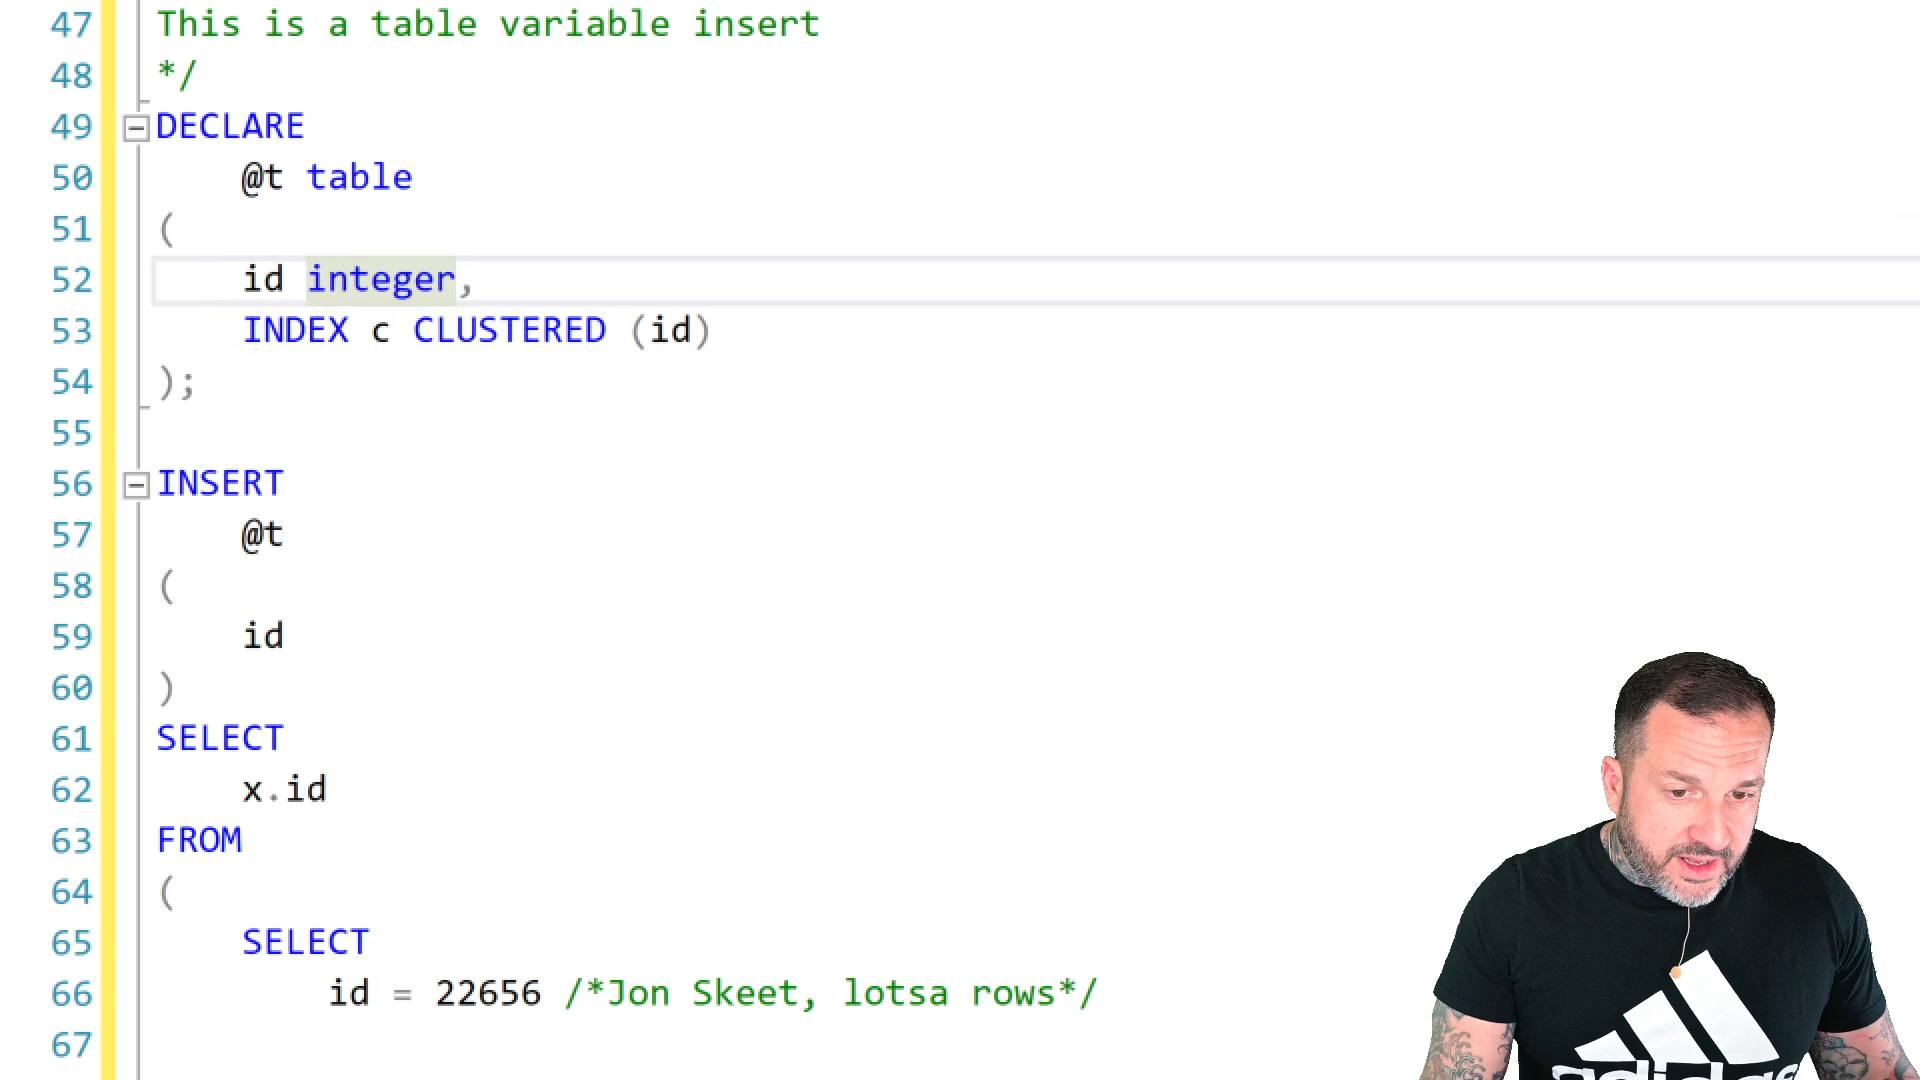 47 This is a table variable insert
48 */
49 DECLARE
50 @t table
51 (
52 id integer,
53 INDEX c CLUSTERED (id)
54 );
55
56 INSERT
57 @t
58 (
59 id
60 )
61 SELECT
62 x.id
63 FROM
64 (
65 SELECT
66 id = 22656 /*Jon Skeet, lotsa rows*/
67
adidas